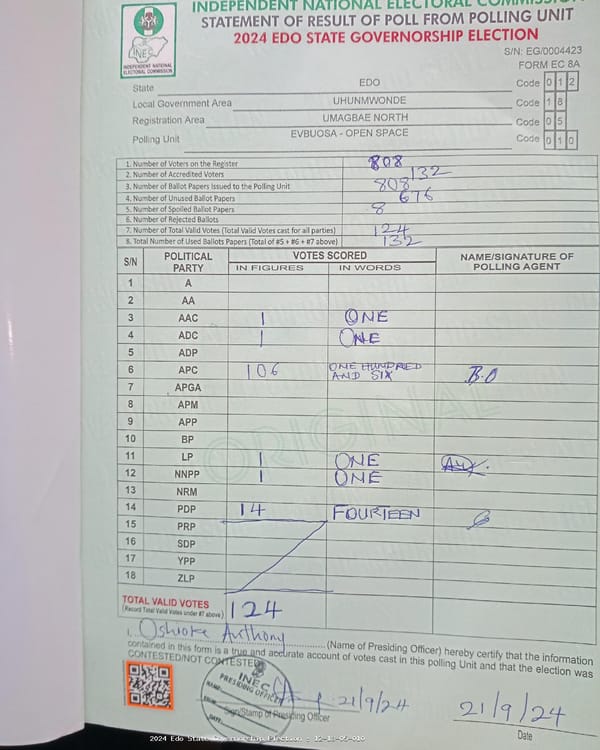 INDEPENDENT NATIONAL ELECTORAL COMMISSION
STATEMENT OF RESULT OF POLL FROM POLLING UNIT
2024 EDO STATE GOVERNORSHIP ELECTION
S/N: EG/0004423
FORM EC 8A
INEC
INDEPENDENT NATIONAL
ELECTORAL COMMISSION
State EDO Code 0 1 2
Local Government Area UHUNMWONDE Code 1 8
Registration Area UMAGBAE NORTH Code 0 5
Polling Unit EVBUOSA - OPEN SPACE Code 0 1 0
1. Number of Voters on the Register 808
2. Number of Accredited Voters 132
3. Number of Ballot Papers Issued to the Polling Unit 808
4. Number of Unused Ballot Papers 676
5. Number of Spoiled Ballot Papers 8
6. Number of Rejected Ballots
7. Number of Total Valid Votes (Total Valid Votes cast for all parties) 124
8. Total Number of Used Ballots Papers (Total of #5 + #6 + #7 above) 132
S/N POLITICAL PARTY VOTES SCORED NAME/SIGNATURE OF POLLING AGENT
IN FIGURES IN WORDS
1 A
2 AA
3 AAC 1 ONE
4 ADC 1 ONE
5 ADP
6 APC 106 ONE HUNDRED AND SIX B.O
7 APGA
8 APM
9 APP
10 BP
11 LP 1 ONE
12 NNPP 1 ONE
13 NRM
14 PDP 14 FOURTEEN
15 PRP
16 SDP
17 YPP
18 ZLP
ORIGINAL
TOTAL VALID VOTES 124
(Record Total Valid Votes under #7 above)
I, Anthony (Name of Presiding Officer) hereby certify that the information
contained in this form is a true and accurate account of votes cast in this polling Unit and that the election was
CONTESTED/NOT CONTESTED
INEC
PRESIDING OFFICER
NAME:
DATE:
21/9/24
Sign/Stamp of Presiding Officer
21/9/24
Date
2024 Edo State Governorship Election - 12-18-05-010